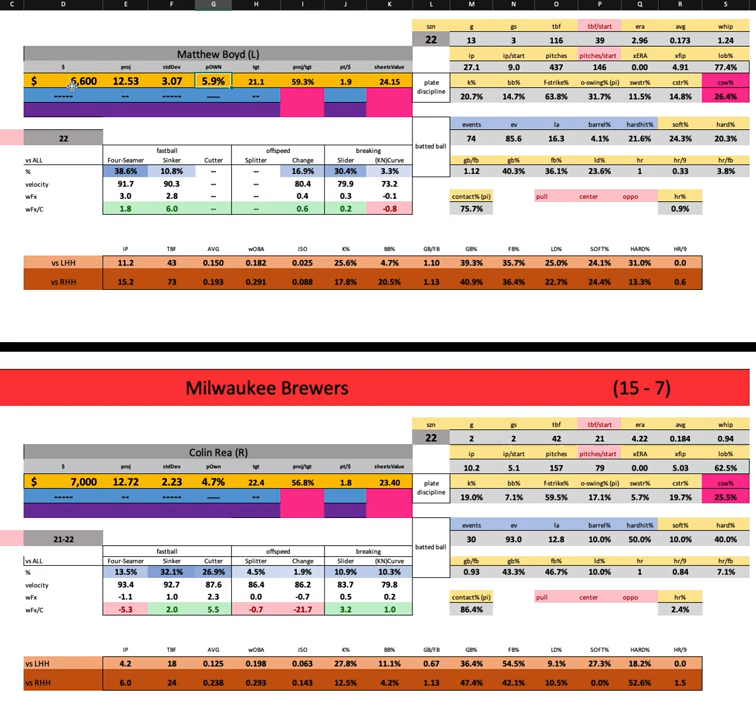 C D E F G H I J K L M N O P Q R S
szn g gs tbf tbf/start era avg whip
22 13 3 116 39 2.96 0.173 1.24
Matthew Boyd (L) ip ip/start pitches pitches/start xERA xfip lob%
27.1 9.0 437 146 0.00 4.91 77.4%
$ proj stdDev pOWN tgt proj/tgt pt/$ sheetsValue
$ 5,600 12.53 3.07 5.9% 21.1 59.3% 1.9 24.15
plate discipline k% bb% f-strike% o-swing% (pi) swstr% cstr% csw%
20.7% 14.7% 63.8% 31.7% 11.5% 14.8% 26.4%
----- -- ----- — --
events ev la barrel% hardhit% soft% hard%
22 74 85.6 16.3 4.1% 21.6% 24.3% 20.3%
batted ball
fastball offspeed breaking
vs ALL Four-Seamer Sinker Cutter Splitter Change Slider (KN)Curve
gb/fb gb% fb% ld% hr hr/9 hr/fb
% 38.6% 10.8% -- -- 16.9% 30.4% 3.3%
1.12 40.3% 36.1% 23.6% 1 0.33 3.8%
velocity 91.7 90.3 -- -- 80.4 79.9 73.2
wFx 3.0 2.8 -- -- 0.4 0.3 -0.1
contact% (pi) pull center oppo hr%
wFx/C 1.8 6.0 -- -- 0.6 0.2 -0.8
75.7% 0.9%
IP TBF AVG wOBA ISO K% BB% GB/FB GB% FB% LD% SOFT% HARD% HR/9
vs LHH 11.2 43 0.150 0.182 0.025 25.6% 4.7% 1.10 39.3% 35.7% 25.0% 24.1% 31.0% 0.0
vs RHH 15.2 73 0.193 0.291 0.088 17.8% 20.5% 1.13 40.9% 36.4% 22.7% 24.4% 13.3% 0.6
Milwaukee Brewers (15 - 7)
szn g gs tbf tbf/start era avg whip
22 2 2 42 21 4.22 0.184 0.94
Colin Rea (R) ip ip/start pitches pitches/start xERA xfip lob%
10.2 5.1 157 79 0.00 5.03 62.5%
$ proj stdDev pOwn tgt proj/tgt pt/$ sheetsValue
$ 7,000 12.72 2.23 4.7% 22.4 56.8% 1.8 23.40
plate discipline k% bb% f-strike% o-swing% (pi) swstr% cstr% csw%
19.0% 7.1% 59.5% 17.1% 5.7% 19.7% 25.5%
----- -- ----- — --
events ev la barrel% hardhit% soft% hard%
21-22 30 93.0 12.8 10.0% 50.0% 10.0% 40.0%
batted ball
fastball offspeed breaking
vs ALL Four-Seamer Sinker Cutter Splitter Change Slider (KN)Curve
gb/fb gb% fb% ld% hr hr/9 hr/fb
% 13.5% 32.1% 26.9% 4.5% 1.9% 10.9% 10.3%
0.93 43.3% 46.7% 10.0% 1 0.84 7.1%
velocity 93.4 92.7 87.6 86.4 86.2 83.7 79.8
wFx -1.1 1.0 2.3 0.0 -0.7 0.5 0.2
contact% (pi) pull center oppo hr%
wFx/C -5.3 2.0 5.5 -0.7 -21.7 3.2 1.0
86.4% 2.4%
IP TBF AVG wOBA ISO K% BB% GB/FB GB% FB% LD% SOFT% HARD% HR/9
vs LHH 4.2 18 0.125 0.198 0.063 27.8% 11.1% 0.67 36.4% 54.5% 9.1% 27.3% 18.2% 0.0
vs RHH 6.0 24 0.238 0.293 0.143 12.5% 4.2% 1.13 47.4% 42.1% 10.5% 0.0% 52.6% 1.5